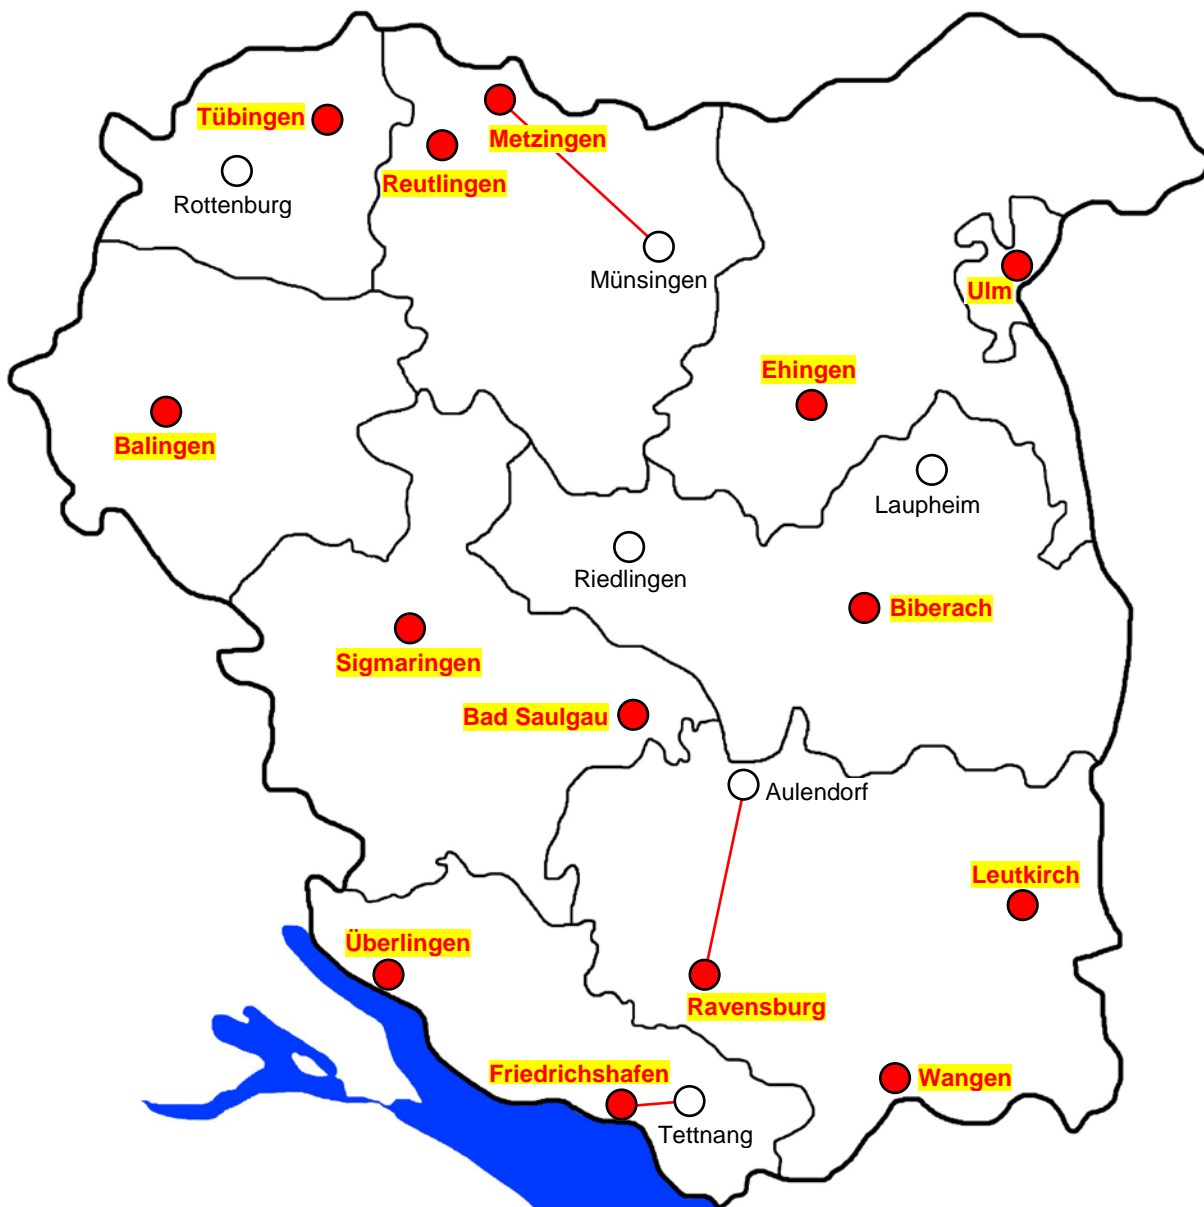 Tübingen
Metzingen
Reutlingen
Rottenburg
Münsingen
Ulm
Ehingen
Balingen
Laupheim
Riedlingen
Biberach
Sigmaringen
Bad Saulgau
Aulendorf
Leutkirch
Überlingen
Ravensburg
Friedrichshafen
Wangen
Tettnang